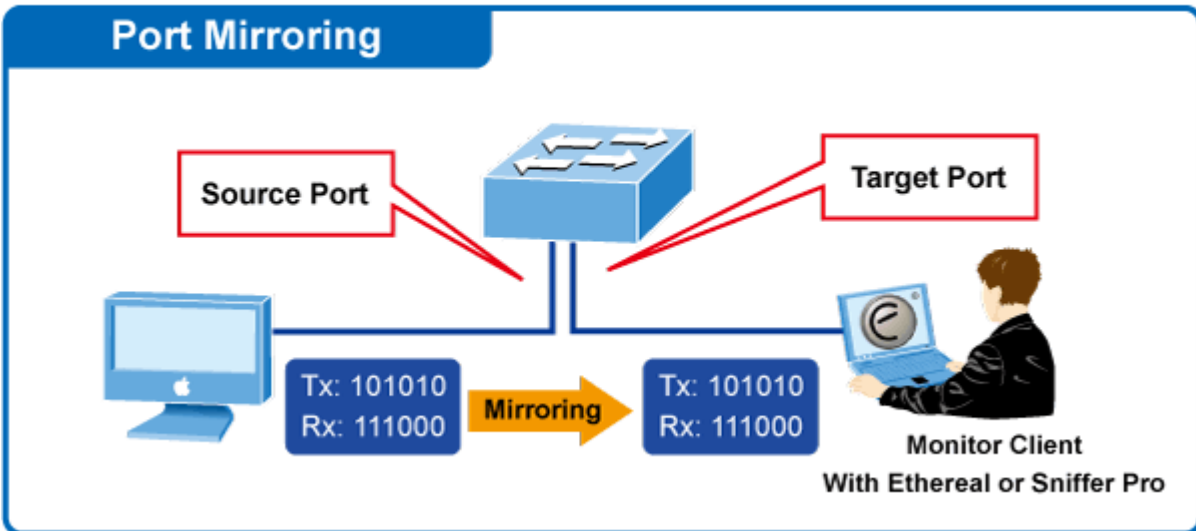 Port Mirroring
Source Port
Target Port
Tx: 101010
Rx: 111000
Mirroring
Tx: 101010
Rx: 111000
Monitor Client
With Ethereal or Sniffer Pro